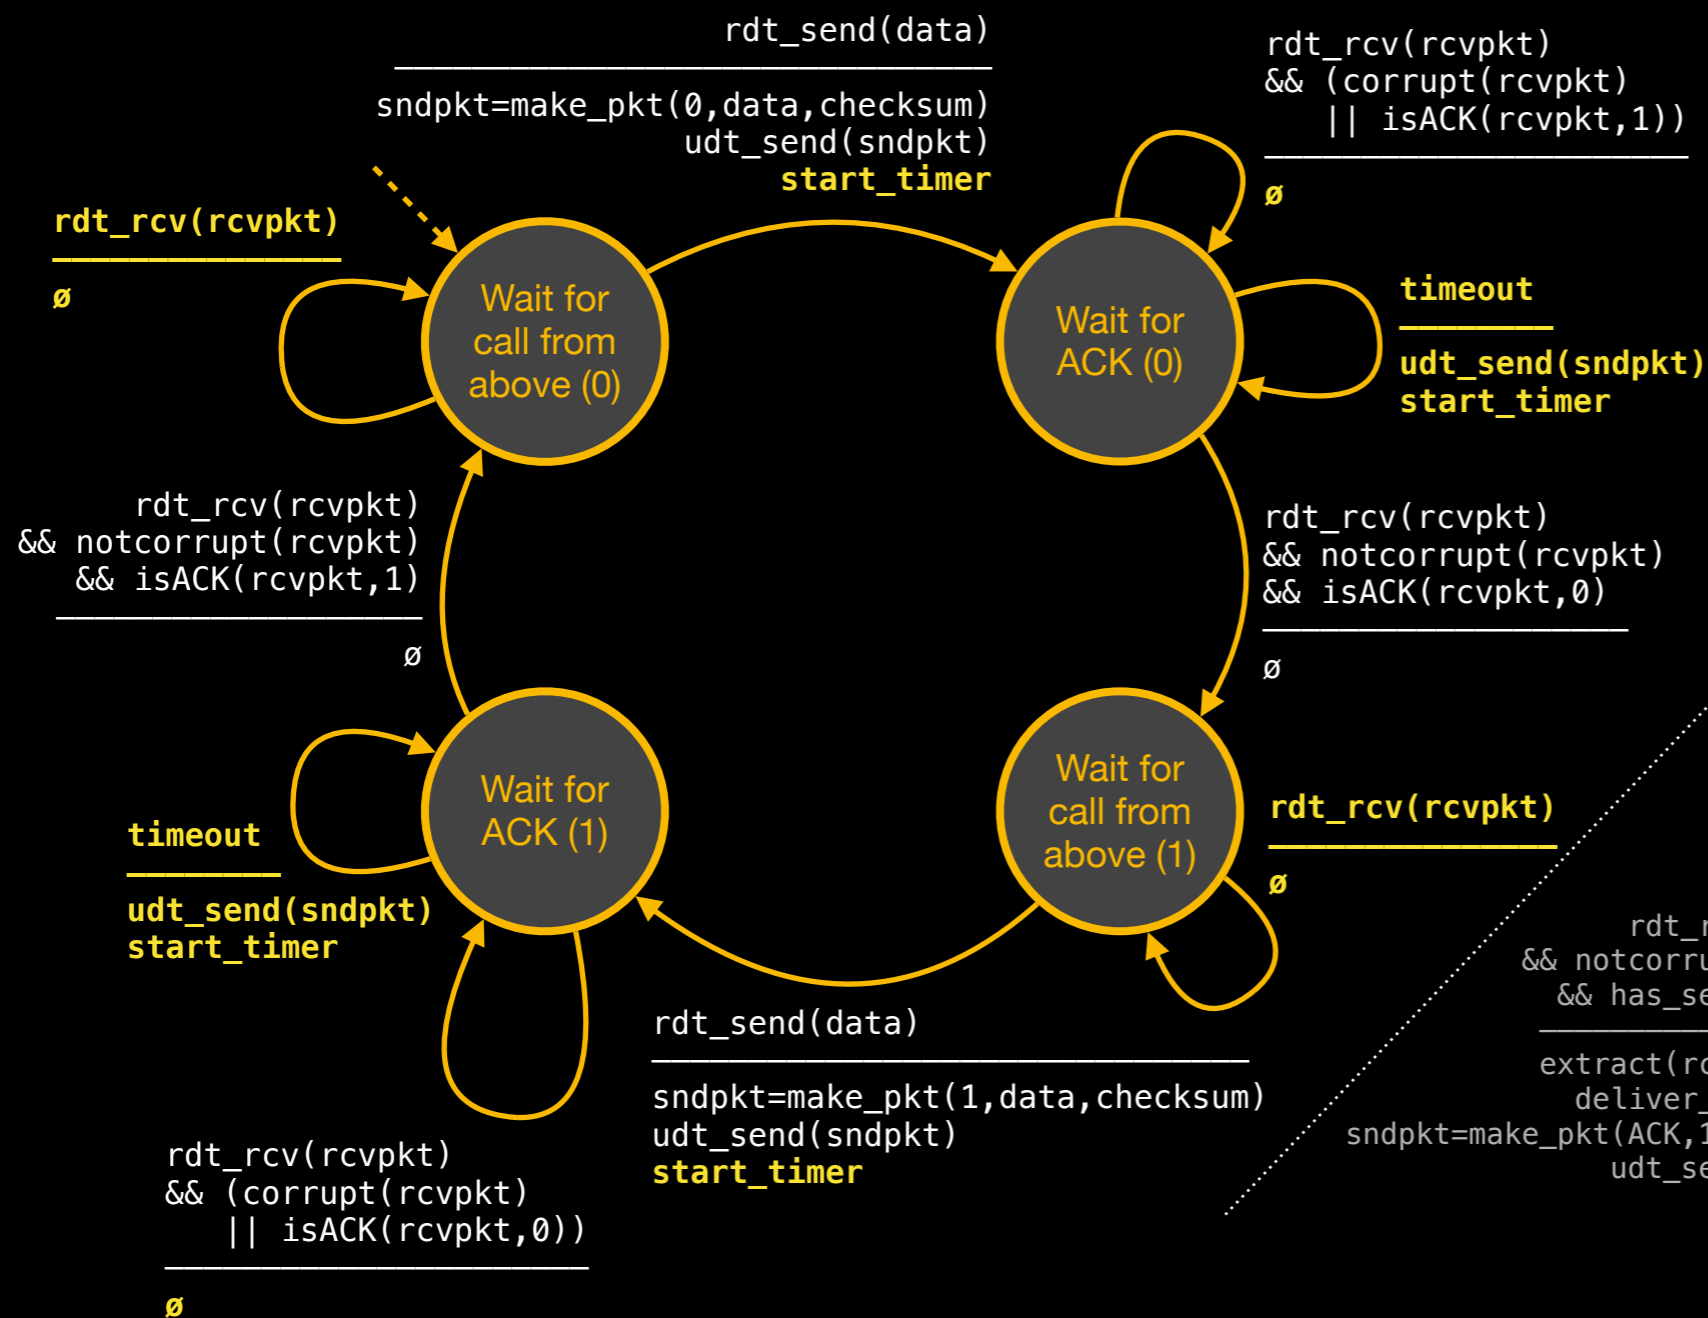 rdt_send(data)
sndpkt=make_pkt(0,data,checksum)
udt_send(sndpkt)
start_timer
rdt_rcv(rcvpkt)
&& (corrupt(rcvpkt)
|| isACK(rcvpkt,1))
ø
rdt_rcv(rcvpkt)
ø
Wait for
call from
above (0)
Wait for
ACK (0)
timeout
udt_send(sndpkt)
start_timer
rdt_rcv(rcvpkt)
&& notcorrupt(rcvpkt)
&& isACK(rcvpkt,1)
ø
rdt_rcv(rcvpkt)
&& notcorrupt(rcvpkt)
&& isACK(rcvpkt,0)
ø
Wait for
ACK (1)
Wait for
call from
above (1)
timeout
udt_send(sndpkt)
start_timer
rdt_rcv(rcvpkt)
ø
rdt_send(data)
sndpkt=make_pkt(1,data,checksum)
udt_send(sndpkt)
start_timer
rdt_rcv(rcvpkt)
&& (corrupt(rcvpkt)
|| isACK(rcvpkt,0))
ø
&&
&&
sndpkt=make_pkt(ACK,1